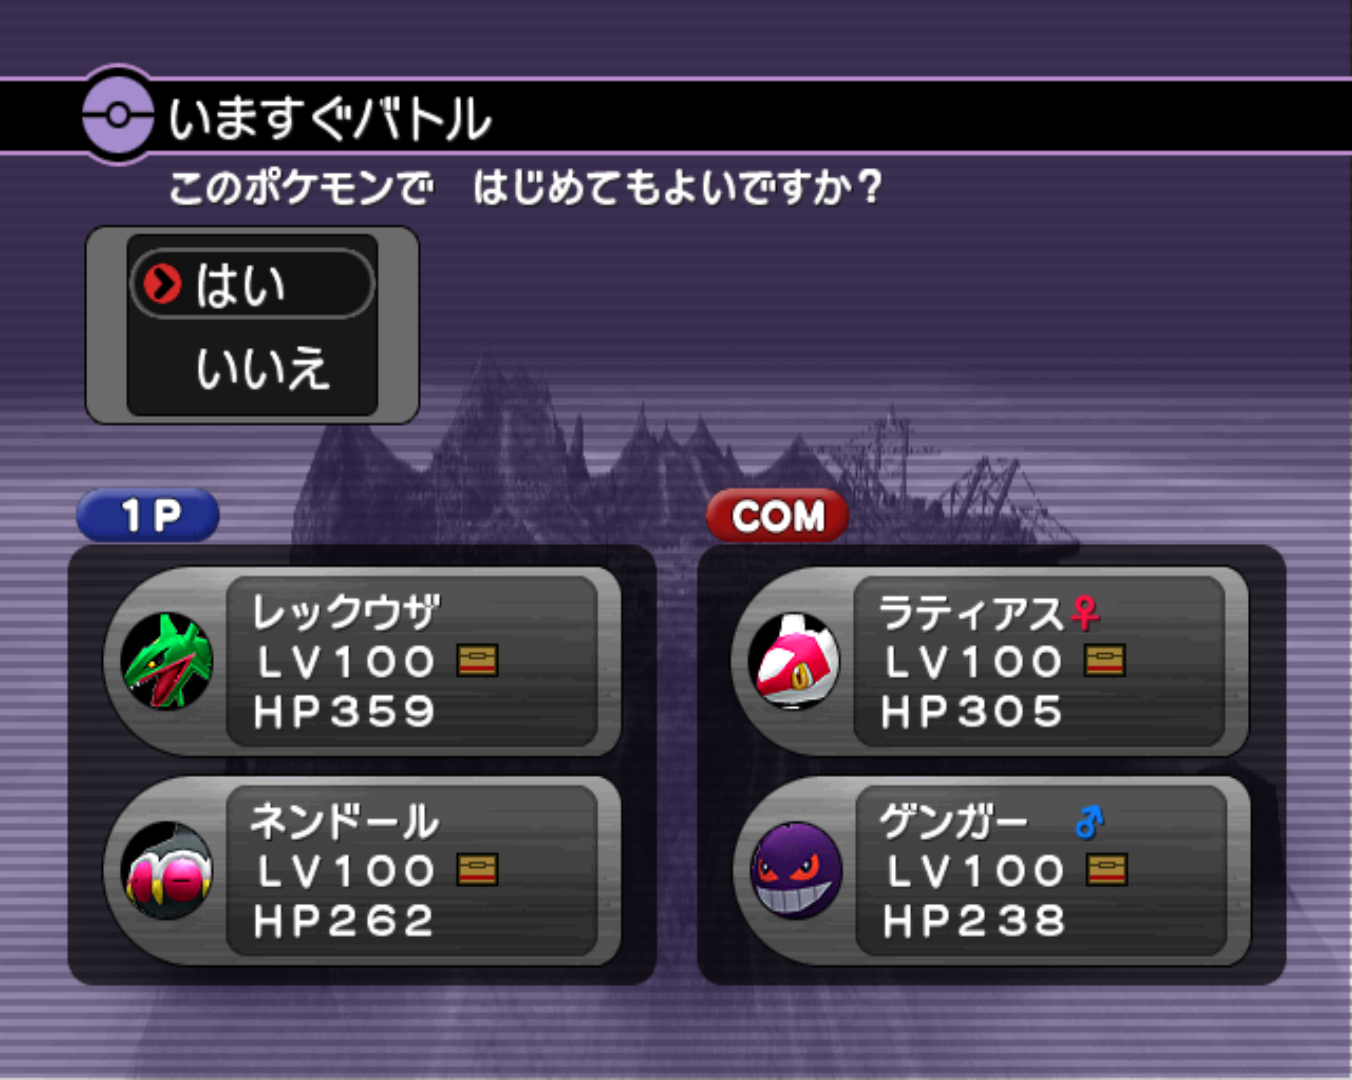 いますぐバトル
このポケモンで　はじめてもよいですか？
はい
いいえ
1P
レックウザ
LV100
HP359
ネンドール
LV100
HP262
COM
ラティアス♀
LV100
HP305
ゲンガー　♂
LV100
HP238